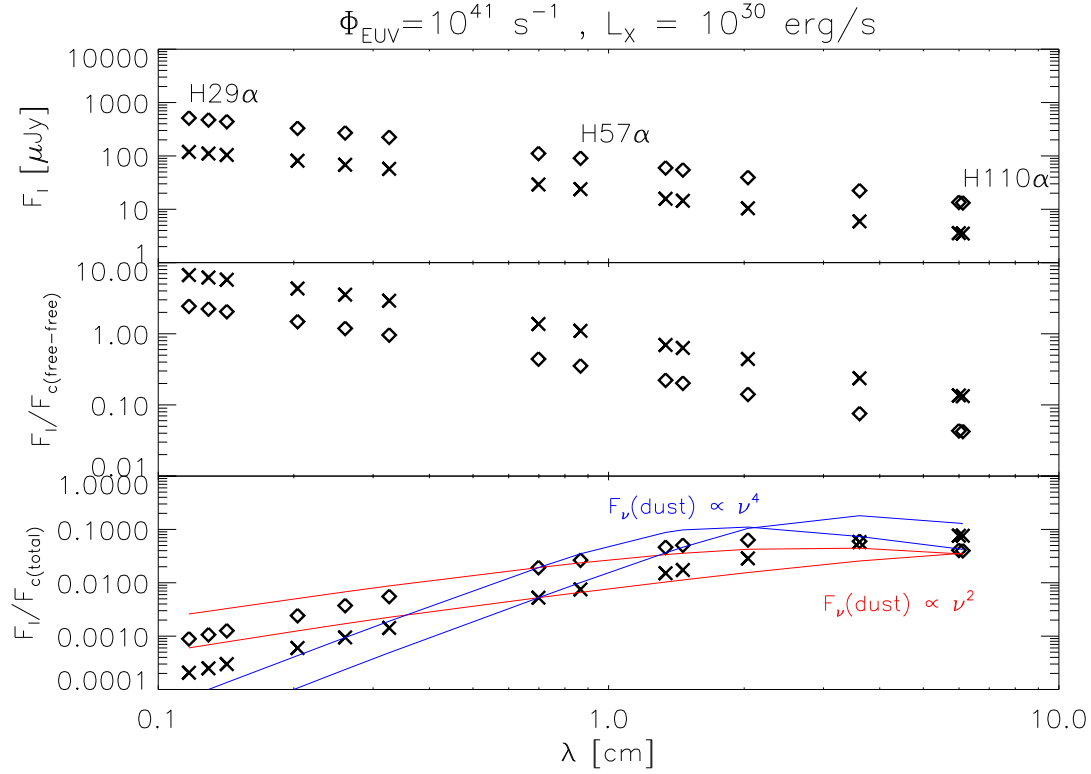 Φ_EUV=10^41 s^-1 , L_X = 10^30 erg/s
10000
1000
100
10
1
F_l [μJy]
H29α
H57α
H110α
10.00
1.00
0.10
0.01
F_l/F_c(free-free)
1.0000
0.1000
0.0100
0.0010
0.0001
F_l/F_c(total)
F_ν(dust) ∝ ν^4
F_ν(dust) ∝ ν^2
0.1
1.0
10.0
λ [cm]